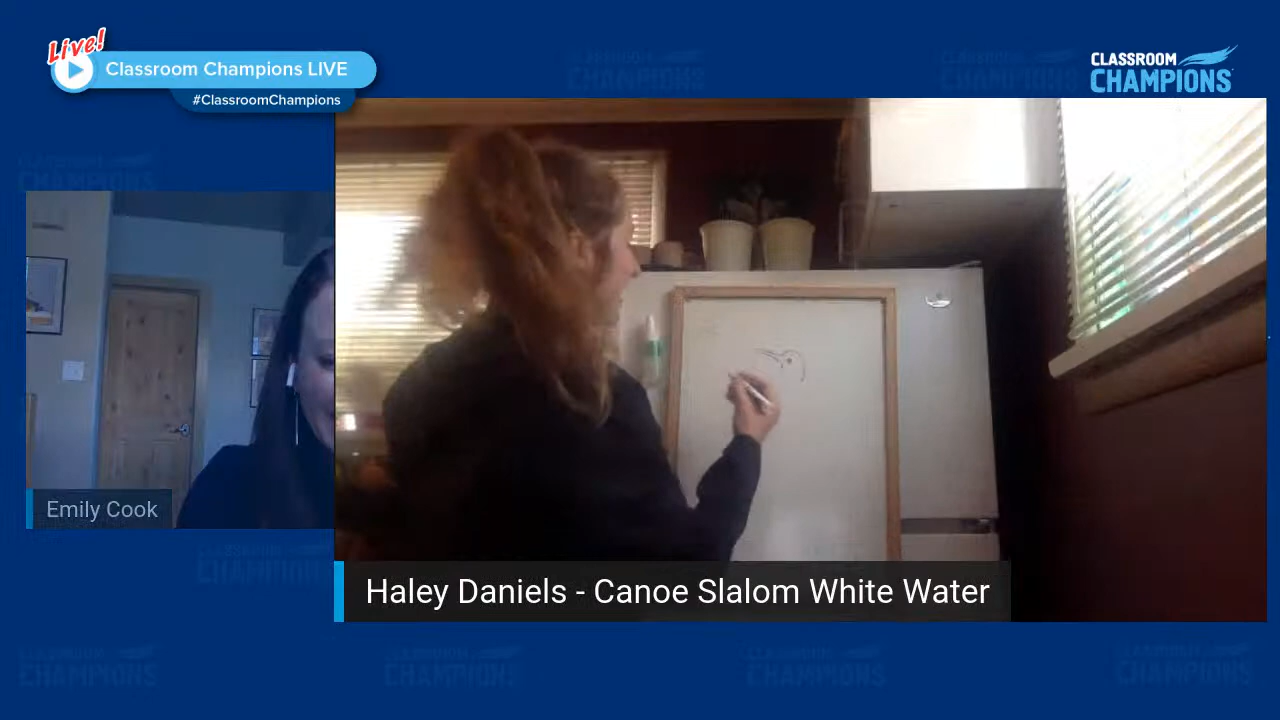 Live!
Classroom Champions LIVE
#ClassroomChampions
CLASSROOM
CHAMPIONS
Emily Cook
Haley Daniels - Canoe Slalom White Water